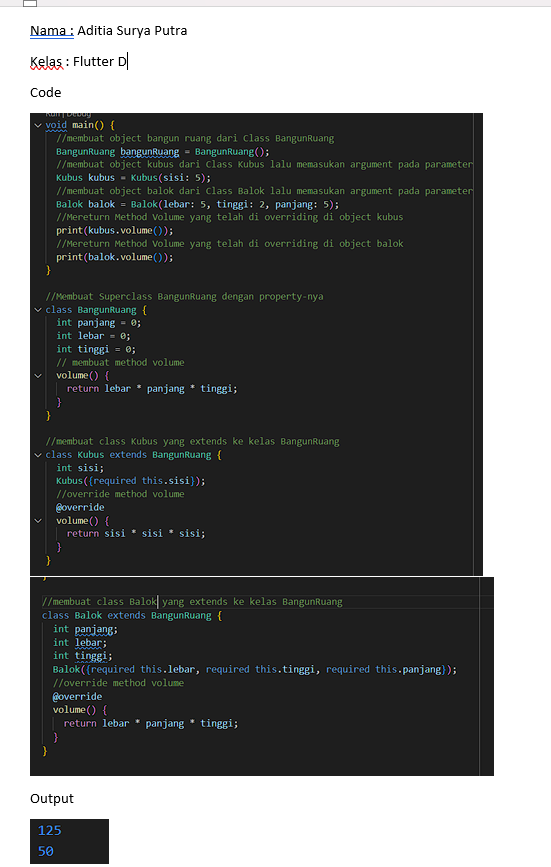 Nama : Aditia Surya Putra
Kelas : Flutter D
Code
Run | Debug
void main() {
//membuat object bangun ruang dari Class BangunRuang
BangunRuang bangunRuang = BangunRuang();
//membuat object kubus dari Class Kubus lalu memasukan argument pada parameter
Kubus kubus = Kubus(sisi: 5);
//membuat object balok dari Class Balok lalu memasukan argument pada parameter
Balok balok = Balok(lebar: 5, tinggi: 2, panjang: 5);
//Mereturn Method Volume yang telah di overriding di object kubus
print(kubus.volume());
//Mereturn Method Volume yang telah di overriding di object balok
print(balok.volume());
}
//Membuat Superclass BangunRuang dengan property-nya
class BangunRuang {
int panjang = 0;
int lebar = 0;
int tinggi = 0;
// membuat method volume
volume() {
return lebar * panjang * tinggi;
}
}
//membuat class Kubus yang extends ke kelas BangunRuang
class Kubus extends BangunRuang {
int sisi;
Kubus({required this.sisi});
//override method volume
@override
volume() {
return sisi * sisi * sisi;
}
}
//membuat class Balok yang extends ke kelas BangunRuang
class Balok extends BangunRuang {
int panjang;
int lebar;
int tinggi;
Balok({required this.lebar, required this.tinggi, required this.panjang});
//override method volume
@override
volume() {
return lebar * panjang * tinggi;
}
}
Output
125
50